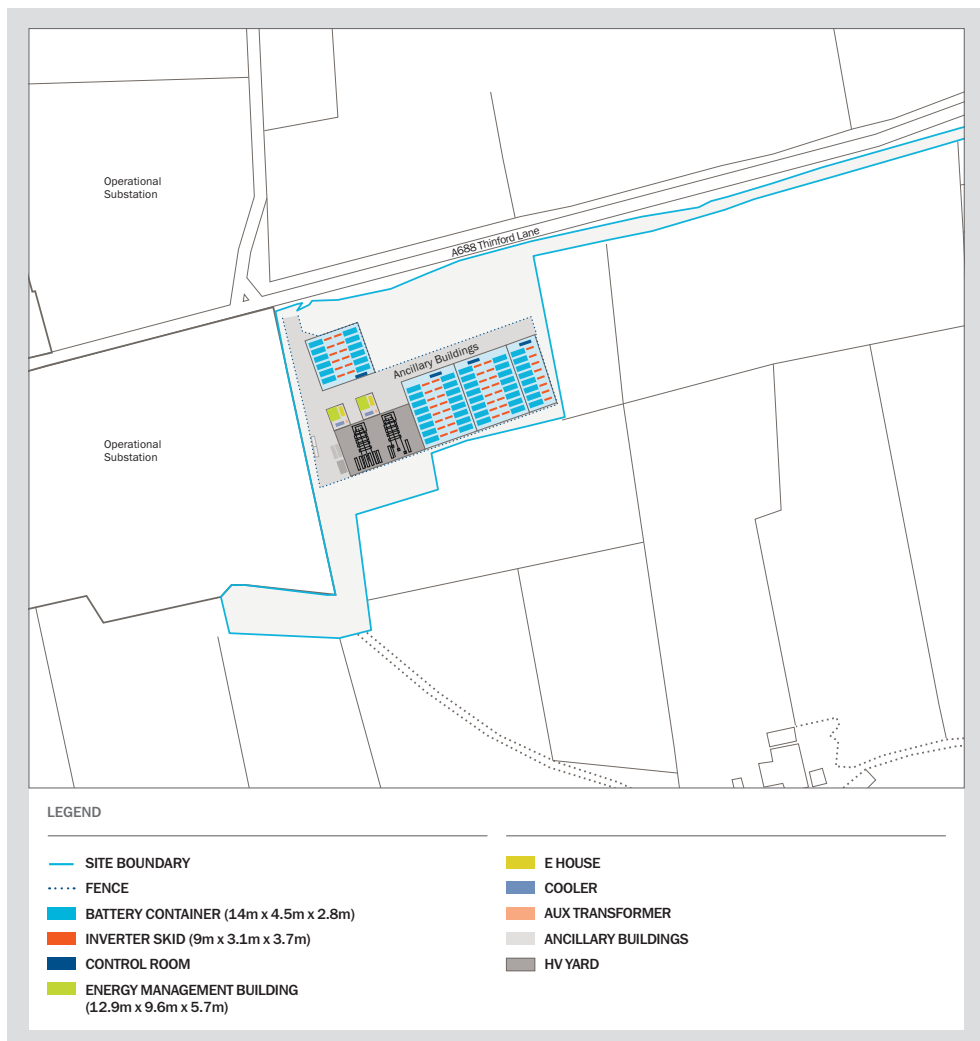 Operational
Substation
A688 Thinford Lane
Ancillary Buildings
Operational
Substation
LEGEND
SITE BOUNDARY
FENCE
BATTERY CONTAINER (14m x 4.5m x 2.8m)
INVERTER SKID (9m x 3.1m x 3.7m)
CONTROL ROOM
ENERGY MANAGEMENT BUILDING
(12.9m x 9.6m x 5.7m)
E HOUSE
COOLER
AUX TRANSFORMER
ANCILLARY BUILDINGS
HV YARD